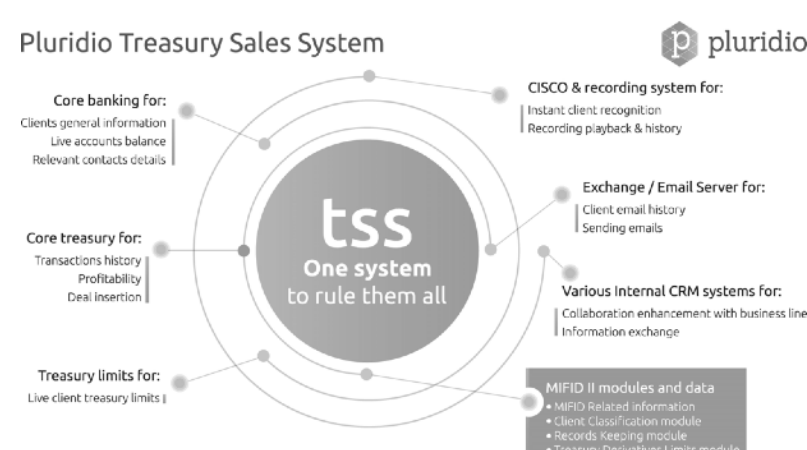 Pluridio Treasury Sales System
pluridio
Core banking for:
Clients general information
Live accounts balance
Relevant contacts details
CISCO & recording system for:
Instant client recognition
Recording playback & history
Exchange / Email Server for:
Client email history
Sending emails
Core treasury for:
Transactions history
Profitability
Deal insertion
tss
One system
to rule them all
Various Internal CRM systems for:
Collaboration enhancement with business line
Information exchange
Treasury limits for:
Live client treasury limits
MIFID II modules and data
• MIFID Related information
• Client Classification module
• Records Keeping module
• Treasury Derivatives Limits module